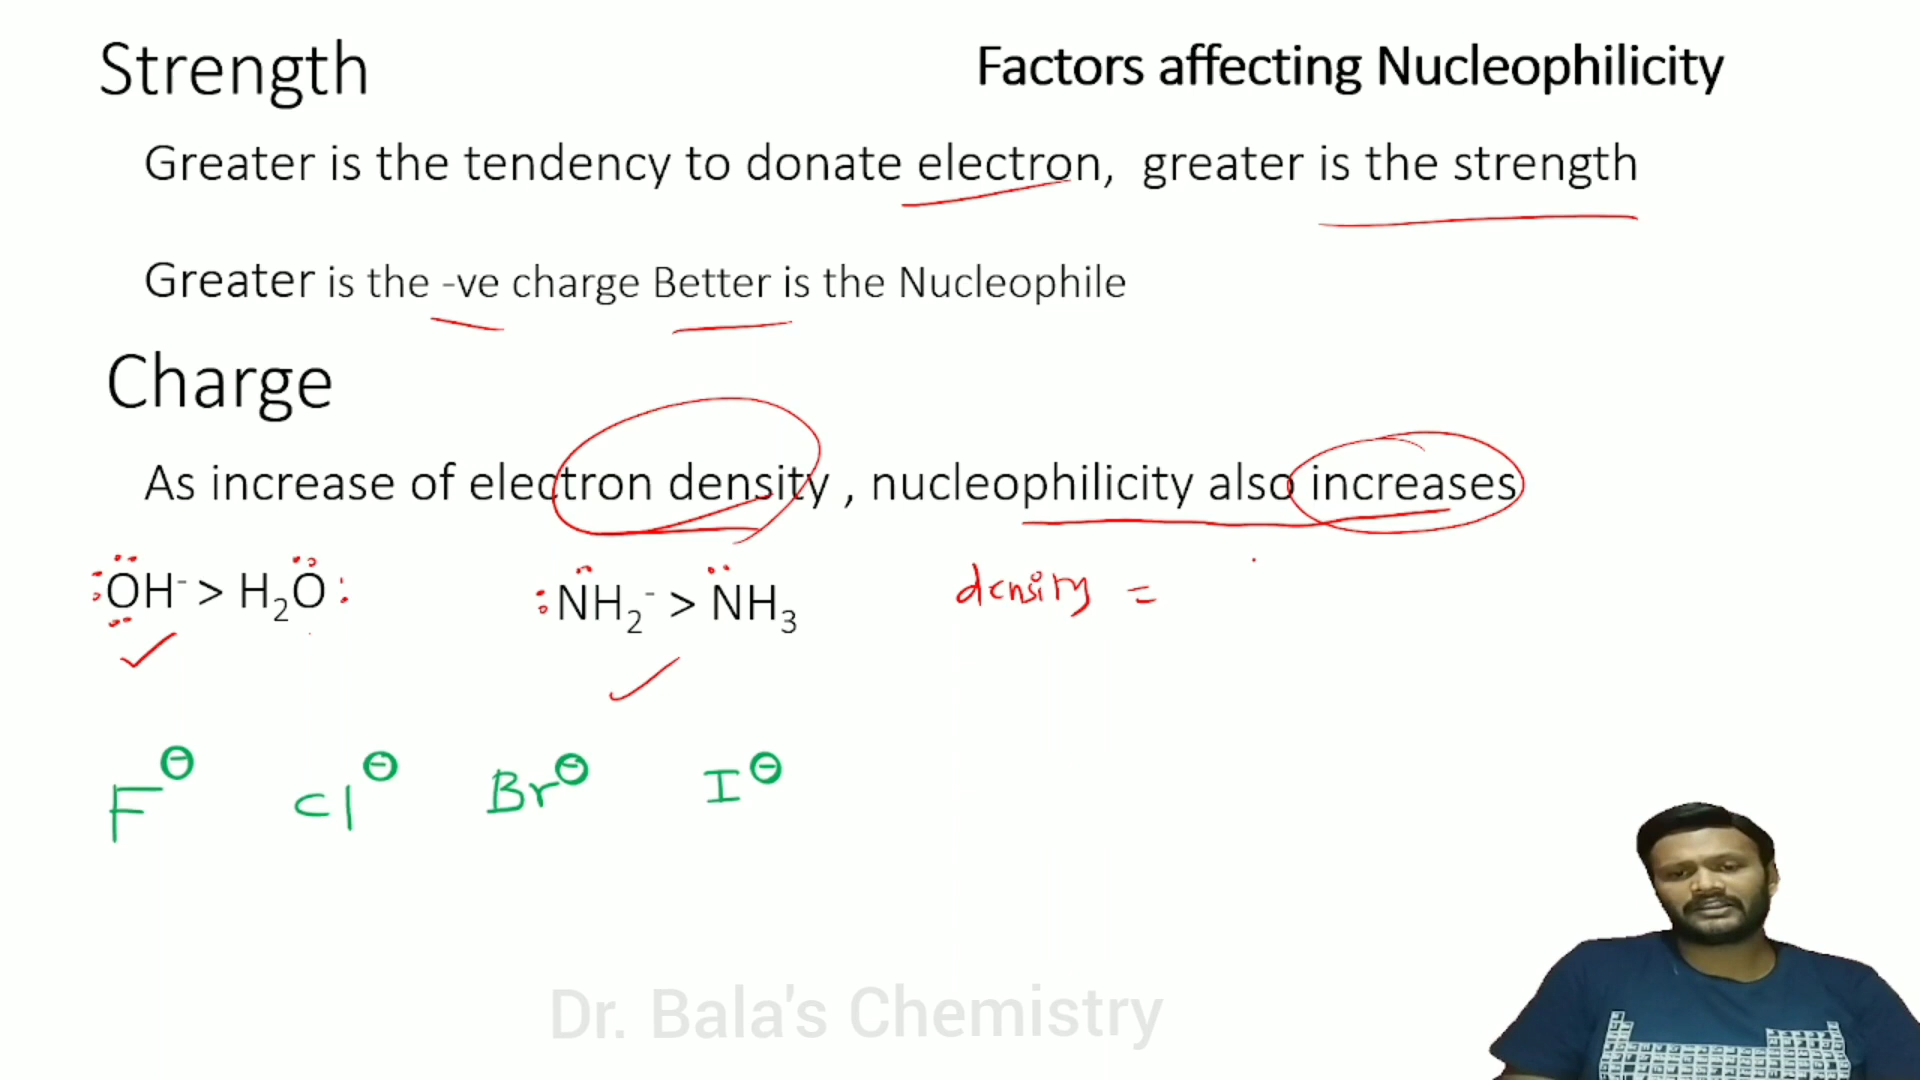 Strength
Factors affecting Nucleophilicity
Greater is the tendency to donate electron, greater is the strength
Greater is the -ve charge Better is the Nucleophile
Charge
As increase of electron density , nucleophilicity also increases
OH⁻ > H₂O
NH₂⁻ > NH₃
density =
F⊖ Cl⊖ Br⊖ I⊖
Dr. Bala's Chemistry